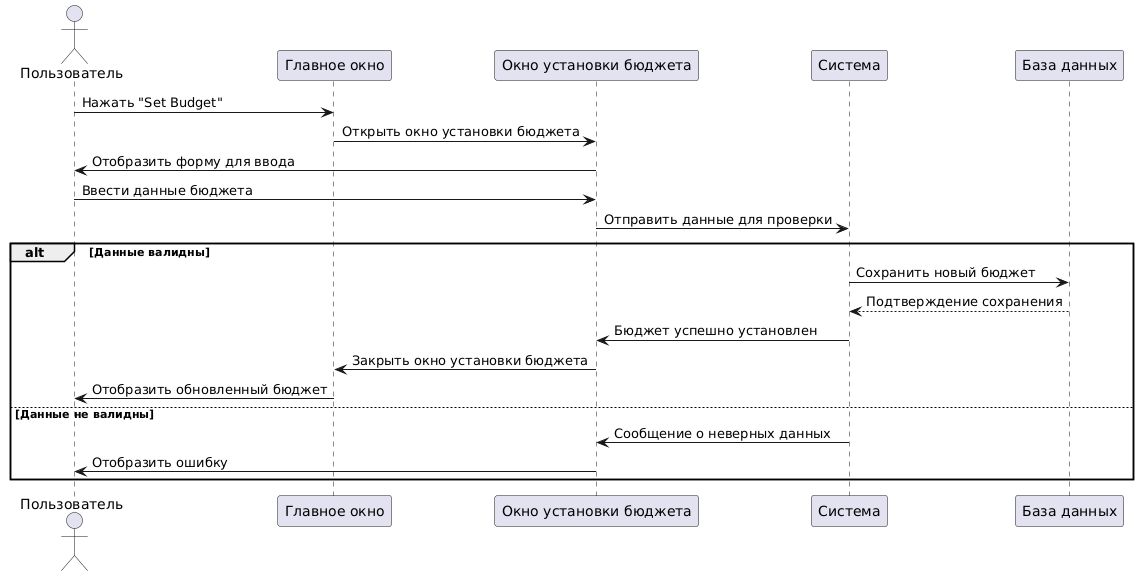 Пользователь
Главное окно
Окно установки бюджета
Система
База данных
Нажать "Set Budget"
Открыть окно установки бюджета
Отобразить форму для ввода
Ввести данные бюджета
Отправить данные для проверки
alt [Данные валидны]
Сохранить новый бюджет
Подтверждение сохранения
Бюджет успешно установлен
Закрыть окно установки бюджета
Отобразить обновленный бюджет
[Данные не валидны]
Сообщение о неверных данных
Отобразить ошибку
Пользователь
Главное окно
Окно установки бюджета
Система
База данных